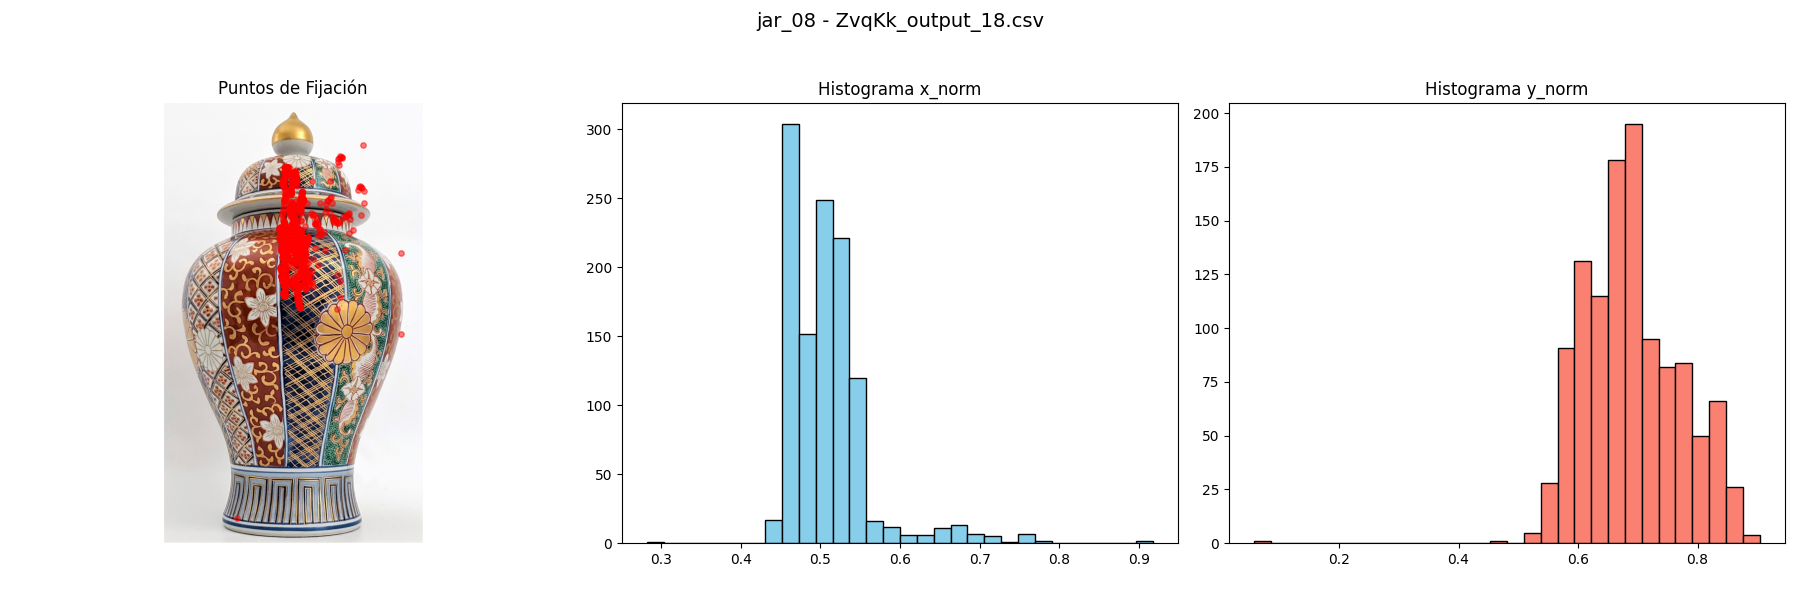 jar_08 - ZvqKk_output_18.csv
Puntos de Fijación
Histograma x_norm
300
250
200
150
100
50
0
0.3 0.4 0.5 0.6 0.7 0.8 0.9
Histograma y_norm
200
175
150
125
100
75
50
25
0
0.2 0.4 0.6 0.8